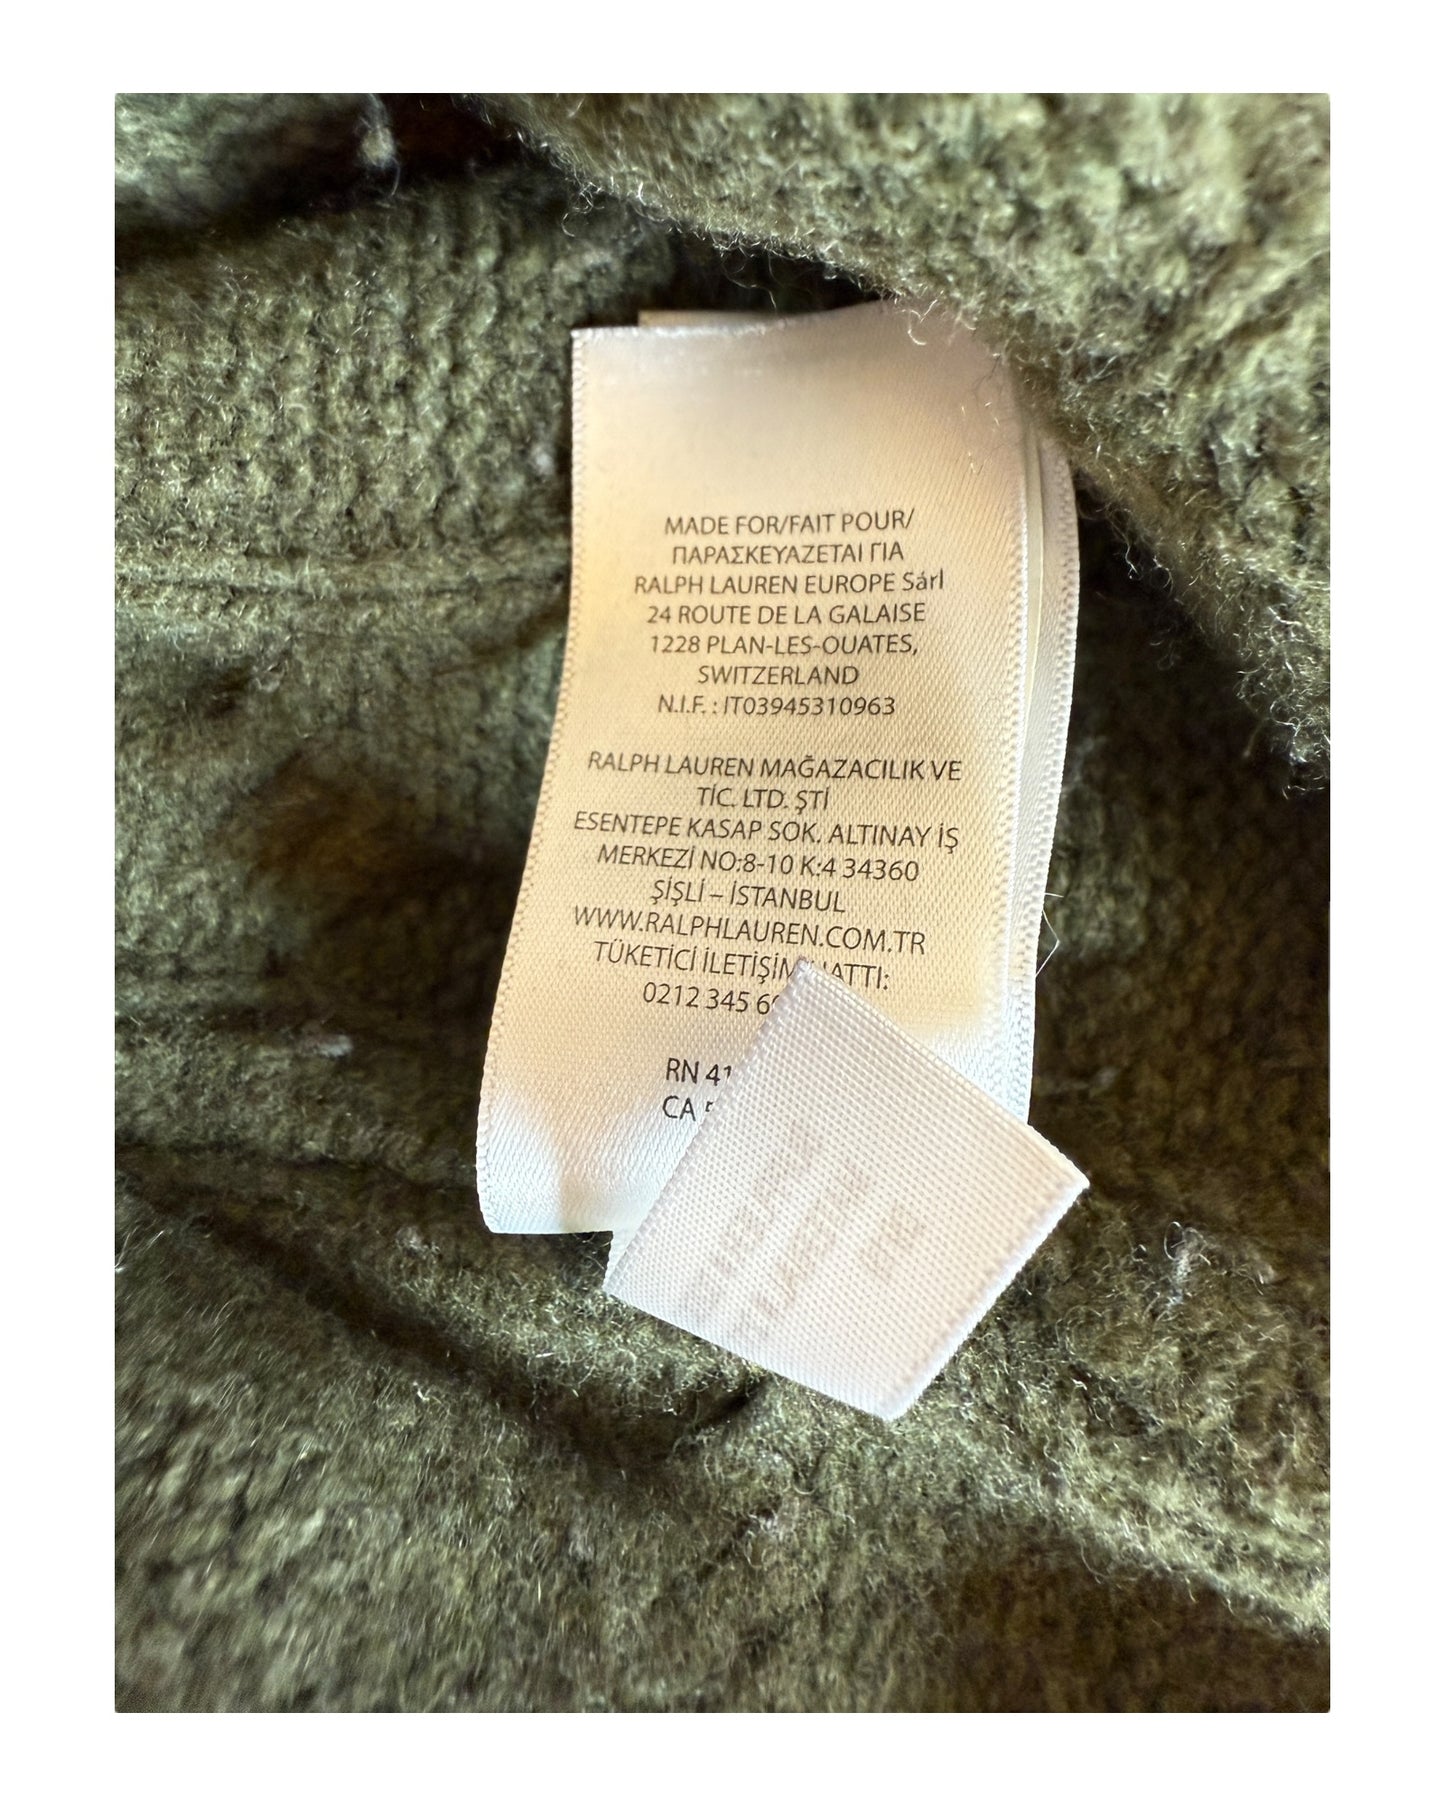 MADE FOR/FAIT POUR/
ΠΑΡΑΣΚΕΥΑΖΕΤΑΙ ΓΙΑ
RALPH LAUREN EUROPE Sárl
24 ROUTE DE LA GALAISE
1228 PLAN-LES-OUATES,
SWITZERLAND
N.I.F. : IT03945310963
RALPH LAUREN MAĞAZACILIK VE
TİC. LTD. ŞTİ
ESENTEPE KASAP SOK. ALTINAY İŞ
MERKEZİ NO:8-10 K:4 34360
ŞİŞLİ – İSTANBUL
WWW.RALPHLAUREN.COM.TR
TÜKETİCİ İLETİŞİM
0212 345
RN
CA